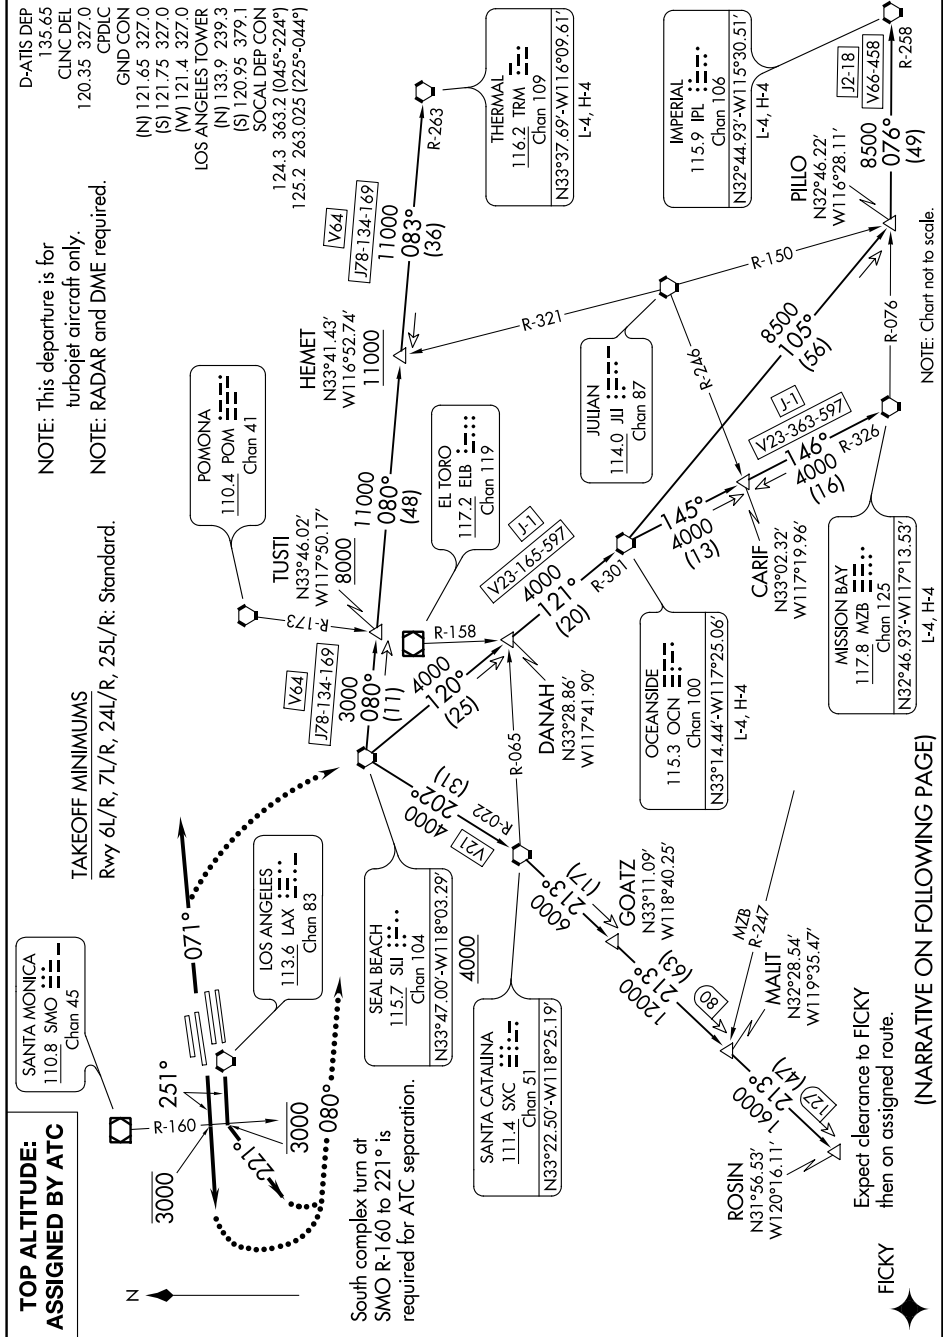 TOP ALTITUDE:
ASSIGNED BY ATC
TAKEOFF MINIMUMS
Rwy 6L/R, 7L/R, 24L/R, 25L/R: Standard.
NOTE: This departure is for
turbojet aircraft only.
NOTE: RADAR and DME required.
D-ATIS DEP
135.65
CLNC DEL
120.35 327.0
CPDLC
GND CON
(N) 121.65 327.0
(S) 121.75 327.0
(W) 121.4 327.0
LOS ANGELES TOWER
(N) 133.9 239.3
(S) 120.95 379.1
SOCAL DEP CON
124.3 363.2 (045°-224°)
125.2 263.025 (225°-044°)
SANTA MONICA
110.8 SMO
Chan 45
R-160
251°
071°
3000
3000
221°
080°
N
LOS ANGELES
113.6 LAX
Chan 83
South complex turn at
SMO R-160 to 221° is
required for ATC separation.
POMONA
110.4 POM
Chan 41
R-173
TUSTI
N33°46.02'
W117°50.17'
8000
V64
J78-134-169
3000
080°
(11)
11000
080°
(48)
HEMET
N33°41.43'
W116°52.74'
11000
V64
J78-134-169
11000
083°
(36)
R-263
THERMAL
116.2 TRM
Chan 109
N33°37.69'-W116°09.61'
L-4, H-4
SEAL BEACH
115.7 SLI
Chan 104
N33°47.00'-W118°03.29'
4000
EL TORO
117.2 ELB
Chan 119
R-158
4000
120°
(25)
DANAH
N33°28.86'
W117°41.90'
R-065
V23-165-597
J-1
4000
121°
(20)
R-301
OCEANSIDE
115.3 OCN
Chan 100
N33°14.44'-W117°25.06'
L-4, H-4
JULIAN
114.0 JLI
Chan 87
R-321
R-246
R-150
8500
105°
(56)
145°
4000
(13)
CARIF
N33°02.32'
W117°19.96'
J-1
V23-363-597
146°
4000
(16)
R-326
MISSION BAY
117.8 MZB
Chan 125
N32°46.93'-W117°13.53'
L-4, H-4
R-076
PILLO
N32°46.22'
W116°28.11'
8500
076°
(49)
J2-18
V66-458
R-258
IMPERIAL
115.9 IPL
Chan 106
N32°44.93'-W115°30.51'
L-4, H-4
4000
202°
(31)
V21
R-022
SANTA CATALINA
111.4 SXC
Chan 51
N33°22.50'-W118°25.19'
6000
213°
(17)
GOATZ
N33°11.09'
W118°40.25'
12000
213°
(63)
80
MZB
R-247
MALIT
N32°28.54'
W119°35.47'
16000
213°
(47)
127
ROSIN
N31°56.53'
W120°16.11'
FICKY
Expect clearance to FICKY
then on assigned route.
NOTE: Chart not to scale.
(NARRATIVE ON FOLLOWING PAGE)